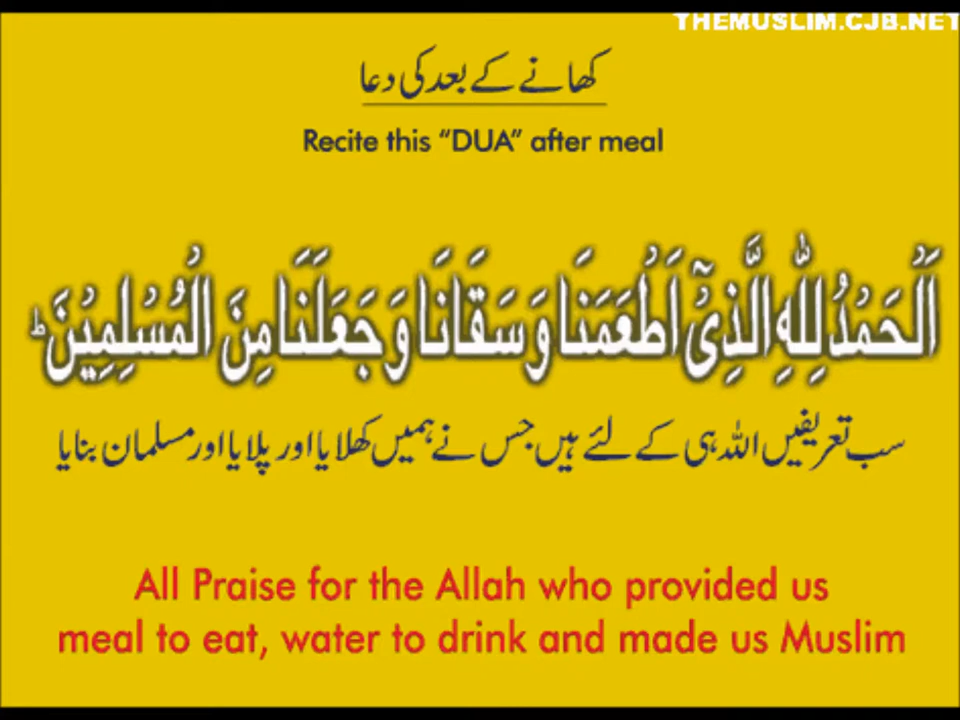 THEMUSLIM.CJB.NET
کھانے کے بعد کی دعا
Recite this “DUA” after meal
اَلْحَمْدُ لِلّٰهِ الَّذِیْۤ اَطْعَمَنَا وَ سَقَانَا وَ جَعَلَنَا مِنَ الْمُسْلِمِیْنَ ؕ
سب تعریفیں اللہ ہی کے لئے ہیں جس نے ہمیں کھلایا اور پلایا اور مسلمان بنایا
All Praise for the Allah who provided us
meal to eat, water to drink and made us Muslim